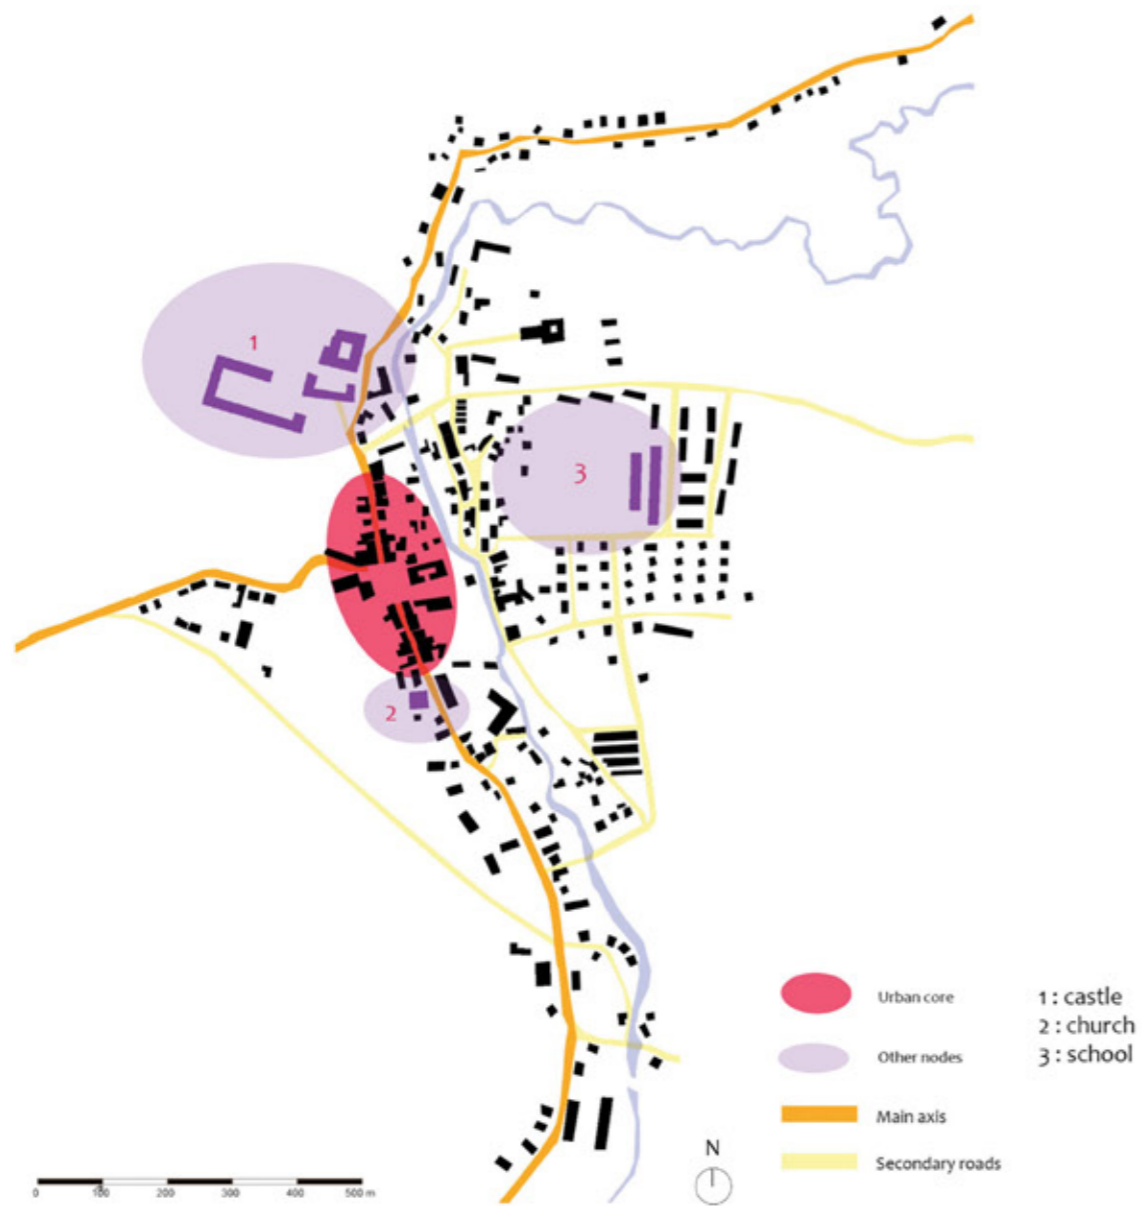 1
3
2
Urban core
Other nodes
Main axis
Secondary roads
1 : castle
2 : church
3 : school
N
0 100 200 300 400 500 m